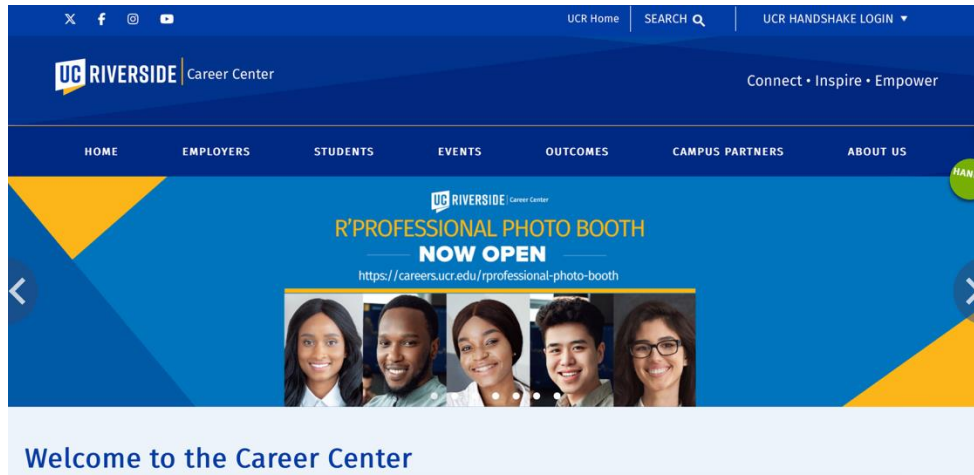 UCR Home
SEARCH
UCR HANDSHAKE LOGIN
UC RIVERSIDE Career Center
Connect • Inspire • Empower
HOME
EMPLOYERS
STUDENTS
EVENTS
OUTCOMES
CAMPUS PARTNERS
ABOUT US
UC RIVERSIDE Career Center
R'PROFESSIONAL PHOTO BOOTH
NOW OPEN
https://careers.ucr.edu/rprofessional-photo-booth
Welcome to the Career Center